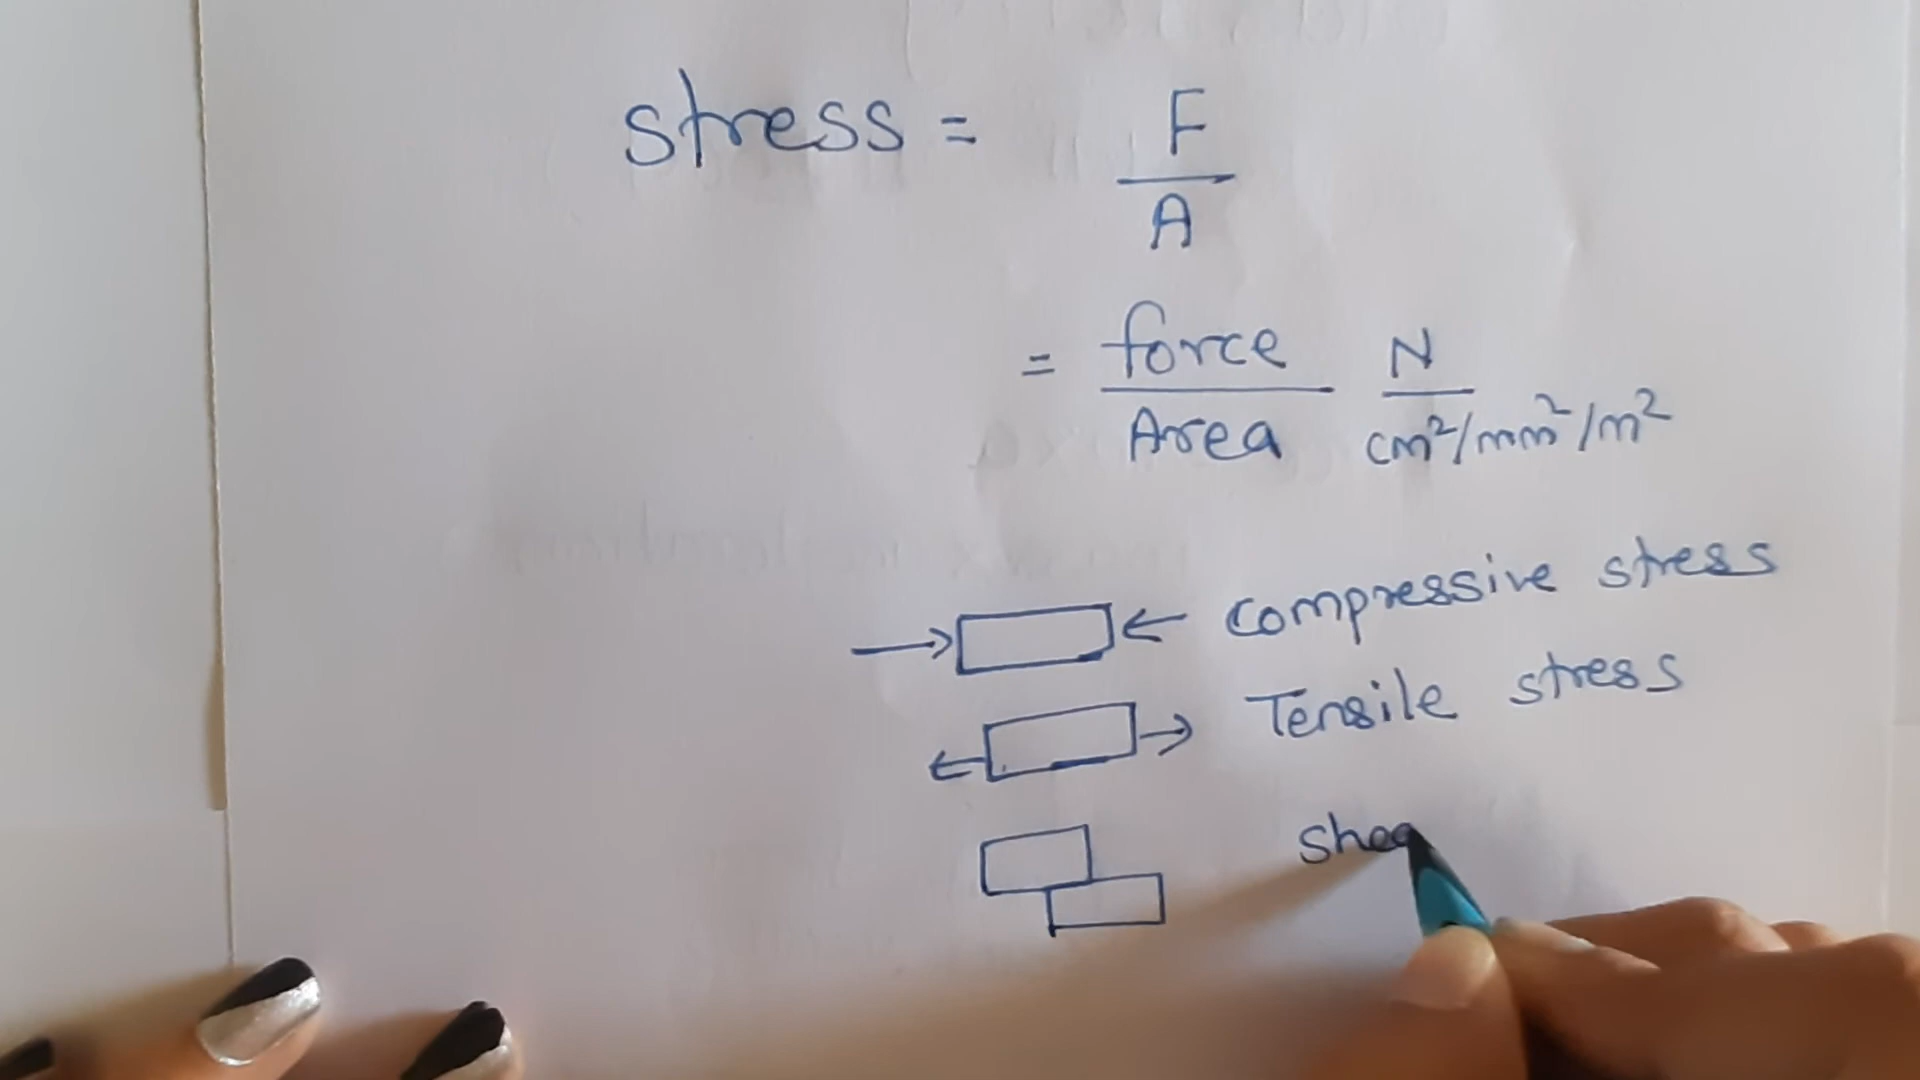 stress = F
A
= force N
Area cm²/mm²/m²
compressive stress
Tensile stress
Shea